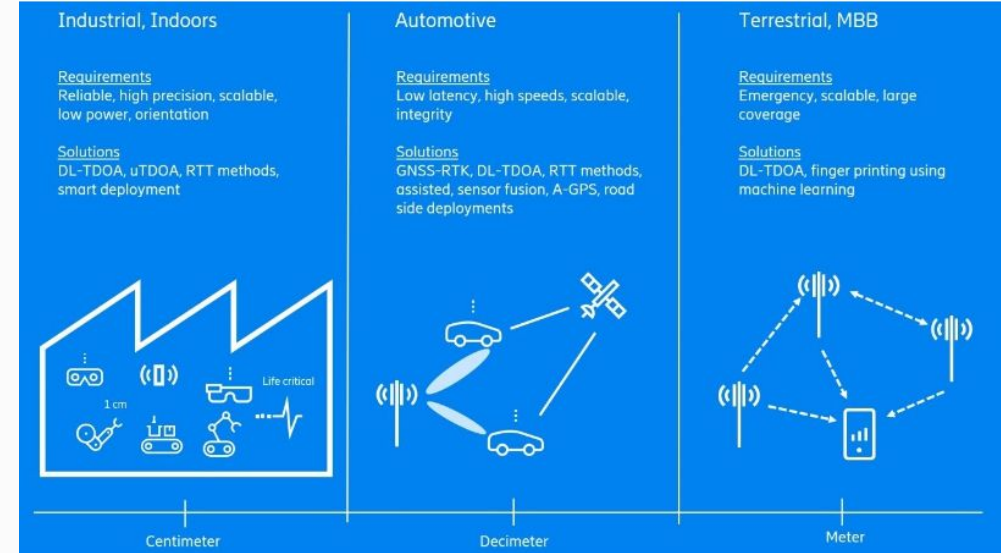 Industrial, Indoors
Requirements
Reliable, high precision, scalable,
low power, orientation
Solutions
DL-TDOA, uTDOA, RTT methods,
smart deployment
Life critical
1 cm
Centimeter
Automotive
Requirements
Low latency, high speeds, scalable,
integrity
Solutions
GNSS-RTK, DL-TDOA, RTT methods,
assisted, sensor fusion, A-GPS, road
side deployments
Decimeter
Terrestrial, MBB
Requirements
Emergency, scalable, large
coverage
Solutions
DL-TDOA, finger printing using
machine learning
Meter